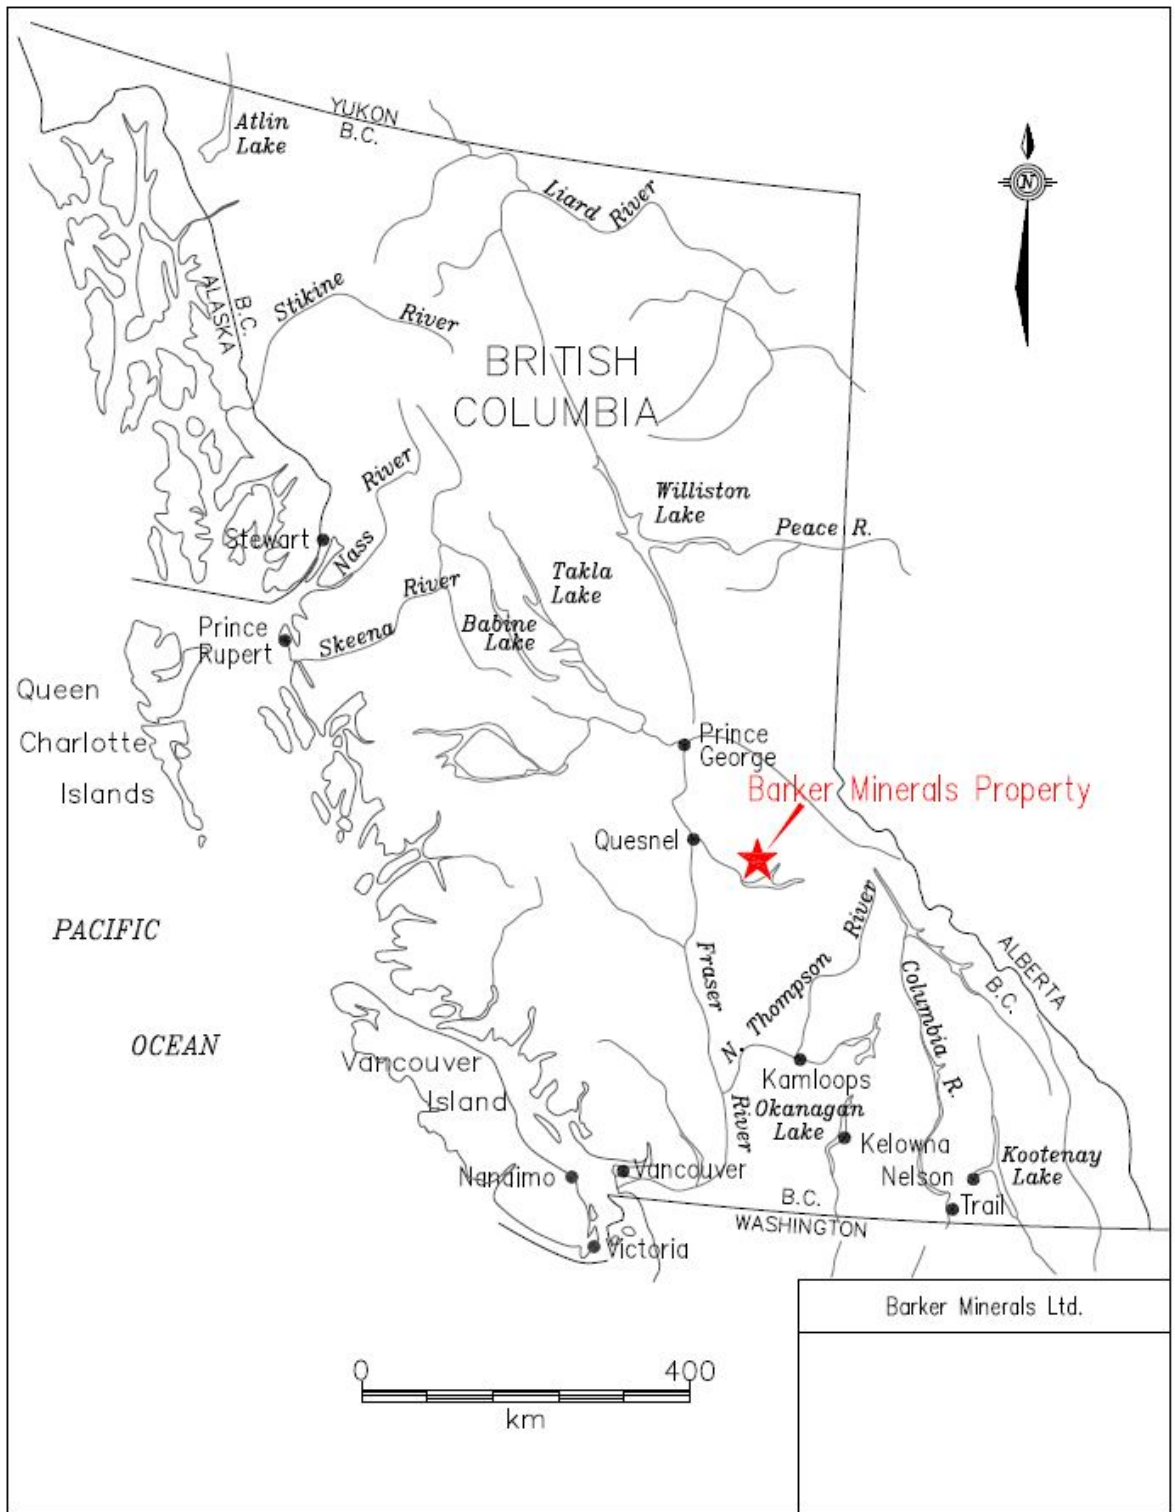 YUKON
B.C.
Atlin
Lake
N
Liard River
B.C.
ALASKA
Stikine River
BRITISH
COLUMBIA
Nass River
Williston
Lake
Peace R.
Stewart
Takla
Lake
Skeena River
Babine
Lake
Prince
Rupert
Queen
Charlotte
Islands
Prince
George
Barker Minerals Property
Quesnel
PACIFIC
OCEAN
Fraser River
N. Thompson River
Columbia R.
ALBERTA
B.C.
Vancouver
Island
Kamloops
Okanagan
Lake
Kelowna
Kootenay
Lake
Nelson
Trail
Nanaimo
Vancouver
B.C.
WASHINGTON
Victoria
Barker Minerals Ltd.
0 400
km